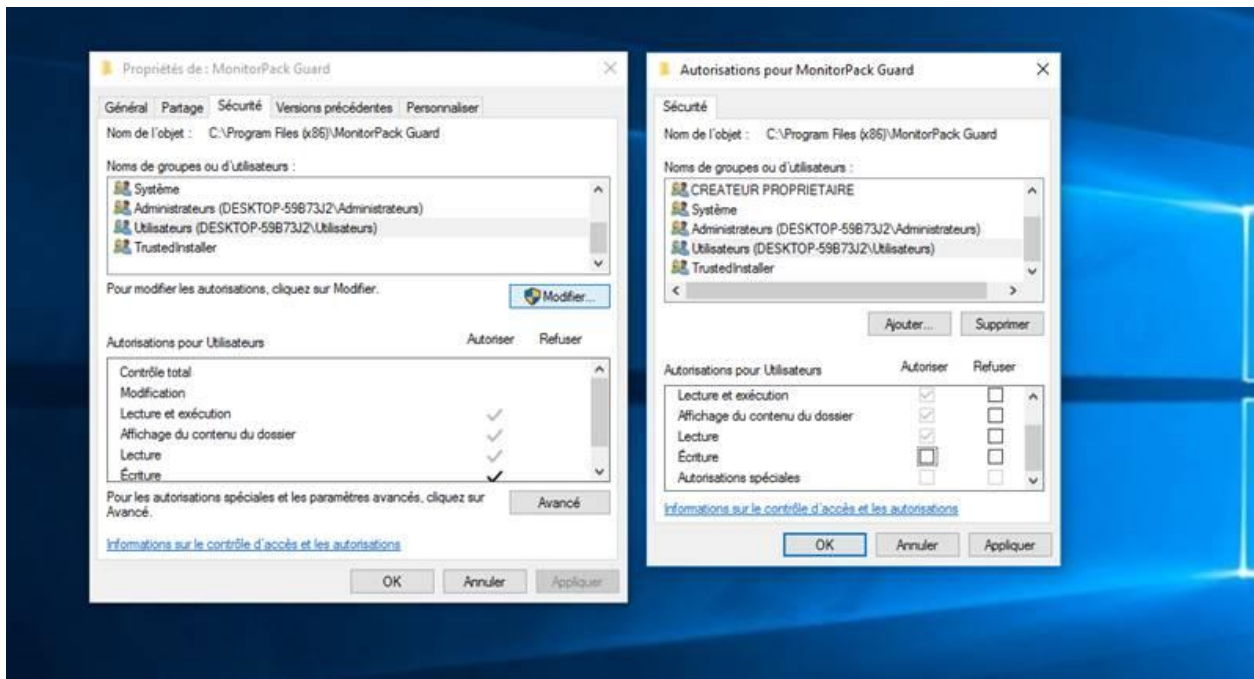 Propriétés de : MonitorPack Guard
Général Partage Sécurité Versions précédentes Personnaliser
Nom de l'objet : C:\Program Files (x86)\MonitorPack Guard
Noms de groupes ou d'utilisateurs :
Système
Administrateurs (DESKTOP-59B73J2\Administrateurs)
Utilisateurs (DESKTOP-59B73J2\Utilisateurs)
TrustedInstaller
Pour modifier les autorisations, cliquez sur Modifier.
Modifier...
Autorisations pour Utilisateurs Autoriser Refuser
Contrôle total
Modification
Lecture et exécution
Affichage du contenu du dossier
Lecture
Écriture
Pour les autorisations spéciales et les paramètres avancés, cliquez sur
Avancé.
Avancé
Informations sur le contrôle d'accès et les autorisations
OK Annuler Appliquer
Autorisations pour MonitorPack Guard
Sécurité
Nom de l'objet : C:\Program Files (x86)\MonitorPack Guard
Noms de groupes ou d'utilisateurs :
CREATEUR PROPRIETAIRE
Système
Administrateurs (DESKTOP-59B73J2\Administrateurs)
Utilisateurs (DESKTOP-59B73J2\Utilisateurs)
TrustedInstaller
Ajouter... Supprimer
Autorisations pour Utilisateurs Autoriser Refuser
Lecture et exécution
Affichage du contenu du dossier
Lecture
Écriture
Autorisations spéciales
Informations sur le contrôle d'accès et les autorisations
OK Annuler Appliquer